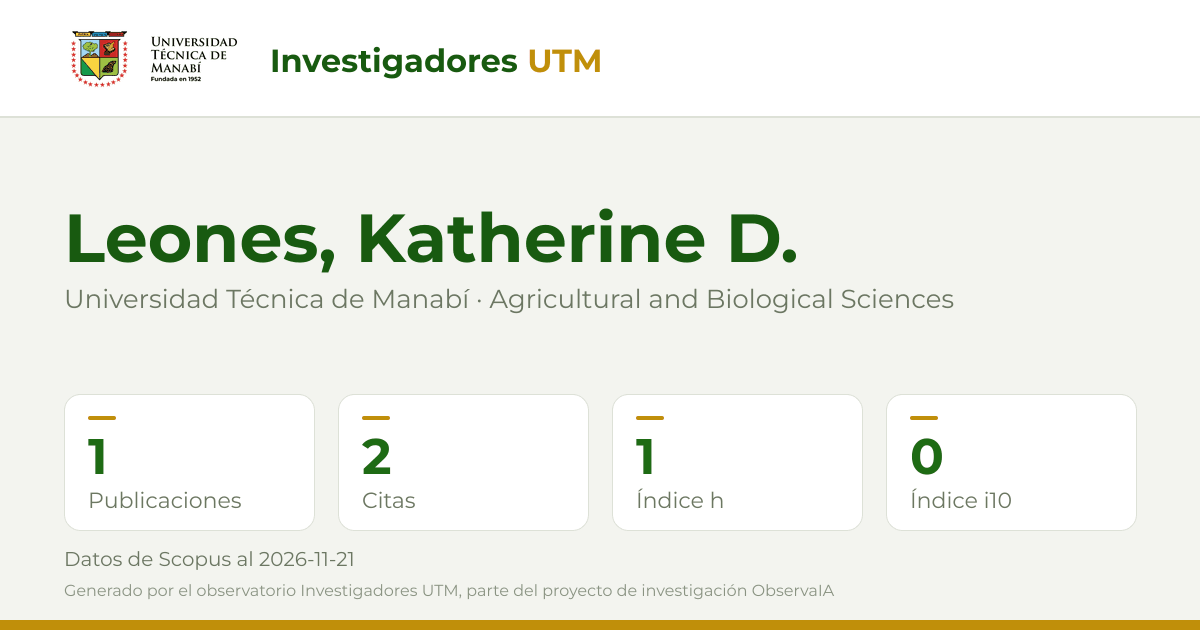 UNIVERSIDAD
TÉCNICA DE
MANABÍ
Fundada en 1952
Investigadores UTM
Leones, Katherine D.
Universidad Técnica de Manabí · Agricultural and Biological Sciences
1
Publicaciones
2
Citas
1
Índice h
0
Índice i10
Datos de Scopus al 2026-11-21
Generado por el observatorio Investigadores UTM, parte del proyecto de investigación ObservaIA